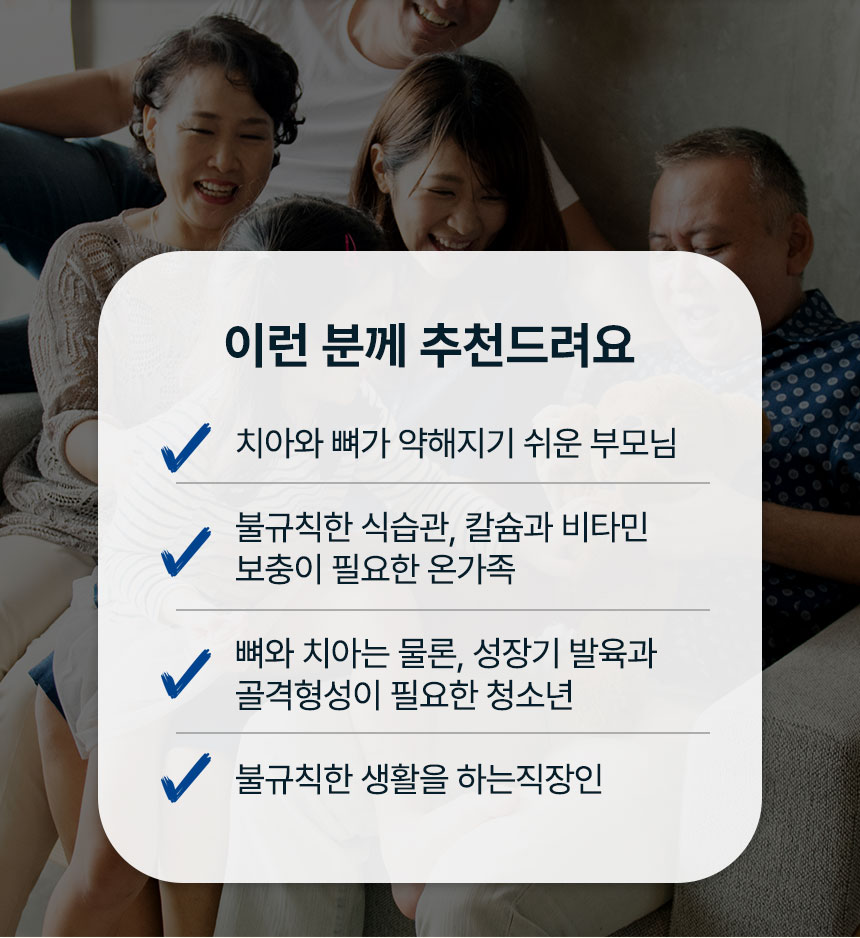 이런 분께 추천드려요
치아와 뼈가 약해지기 쉬운 부모님
불규칙한 식습관, 칼슘과 비타민
보충이 필요한 온가족
뼈와 치아는 물론, 성장기 발육과
골격형성이 필요한 청소년
불규칙한 생활을 하는직장인